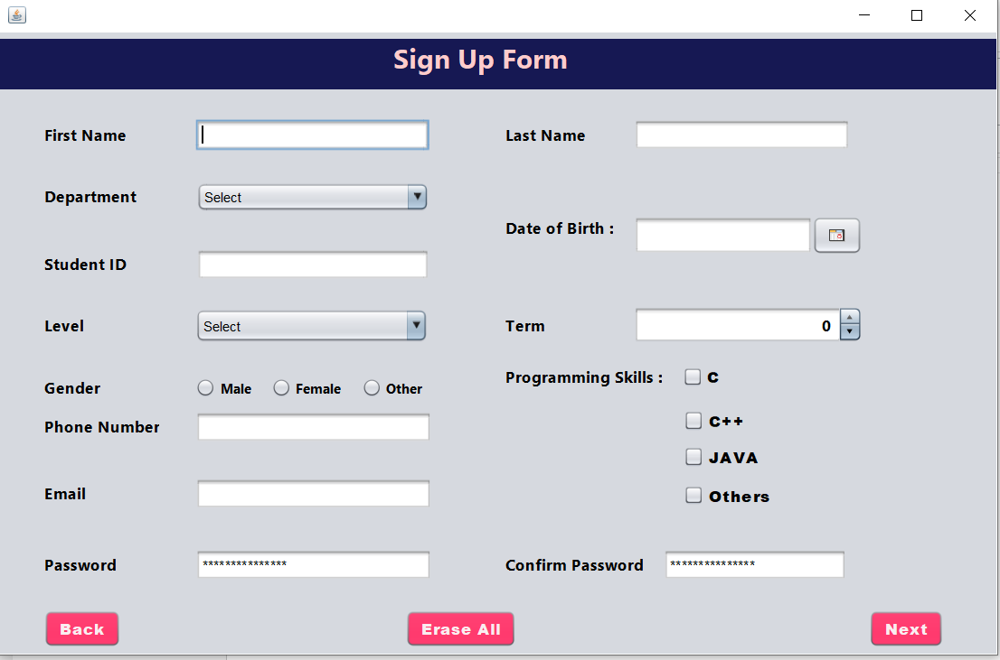 Sign Up Form
First Name
Last Name
Department Select
Date of Birth :
Student ID
Level Select
Term 0
Gender Male Female Other
Programming Skills : C
Phone Number
C++
JAVA
Email
Others
Password ***************
Confirm Password ***************
Back Erase All Next